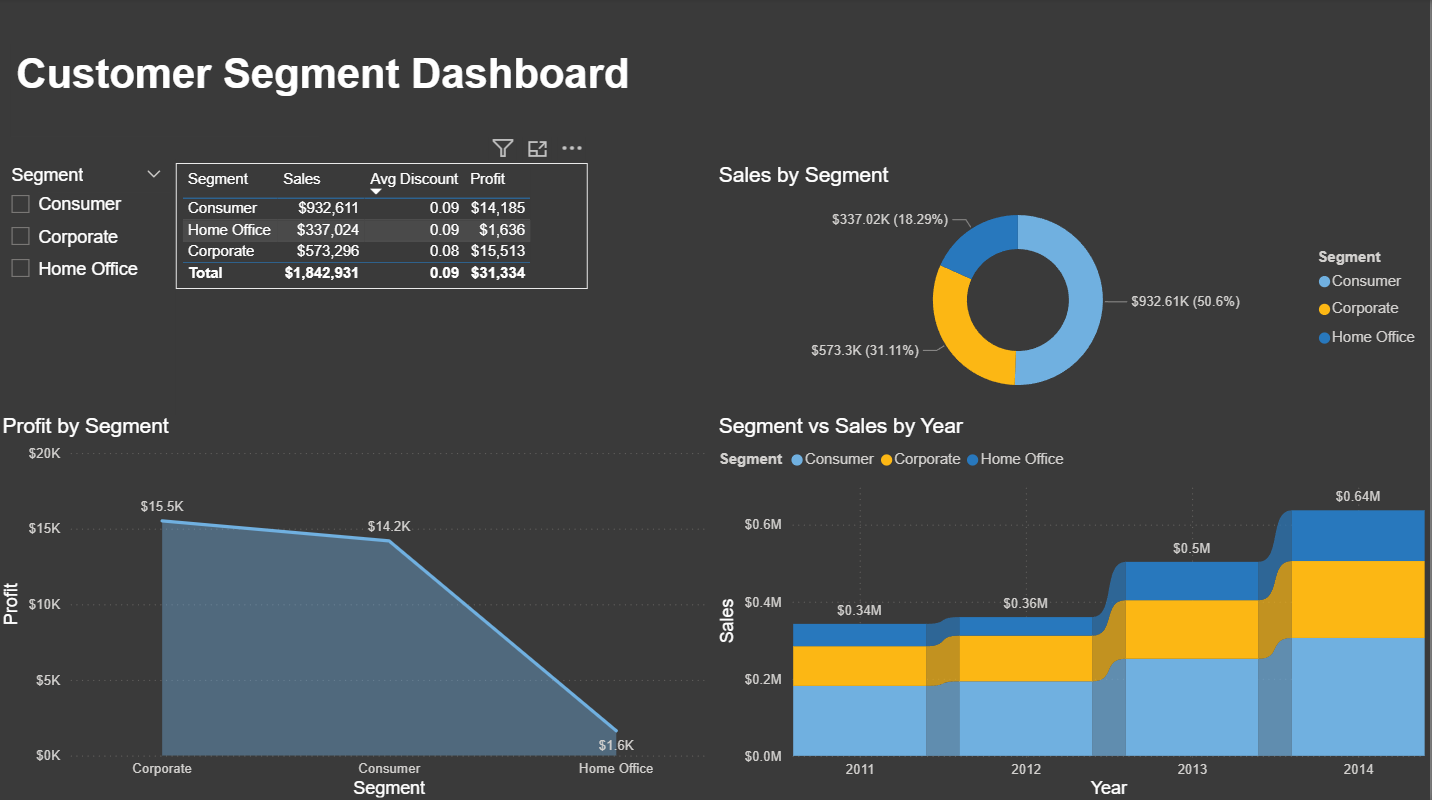 Customer Segment Dashboard
Segment
Consumer
Corporate
Home Office
Segment Sales Avg Discount Profit
Consumer $932,611 0.09 $14,185
Home Office $337,024 0.09 $1,636
Corporate $573,296 0.08 $15,513
Total $1,842,931 0.09 $31,334
Sales by Segment
$337.02K (18.29%)
$932.61K (50.6%)
$573.3K (31.11%)
Segment
Consumer
Corporate
Home Office
Profit by Segment
$20K
$15K
$10K
$5K
$0K
Profit
$15.5K
$14.2K
$1.6K
Corporate Consumer Home Office
Segment
Segment vs Sales by Year
Segment Consumer Corporate Home Office
$0.6M
$0.4M
$0.2M
$0.0M
Sales
$0.34M
$0.36M
$0.5M
$0.64M
2011 2012 2013 2014
Year